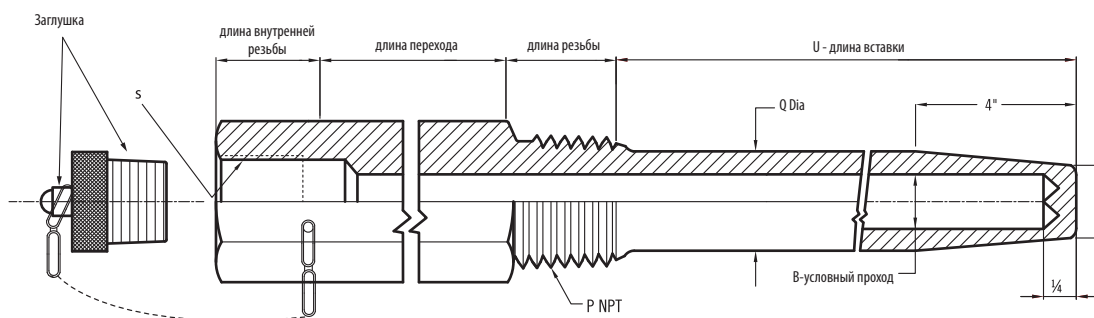 Заглушка
длина внутренней
резьбы
длина перехода
длина резьбы
U - длина вставки
s
Q Dia
4"
В-условный проход
P NPT
¼